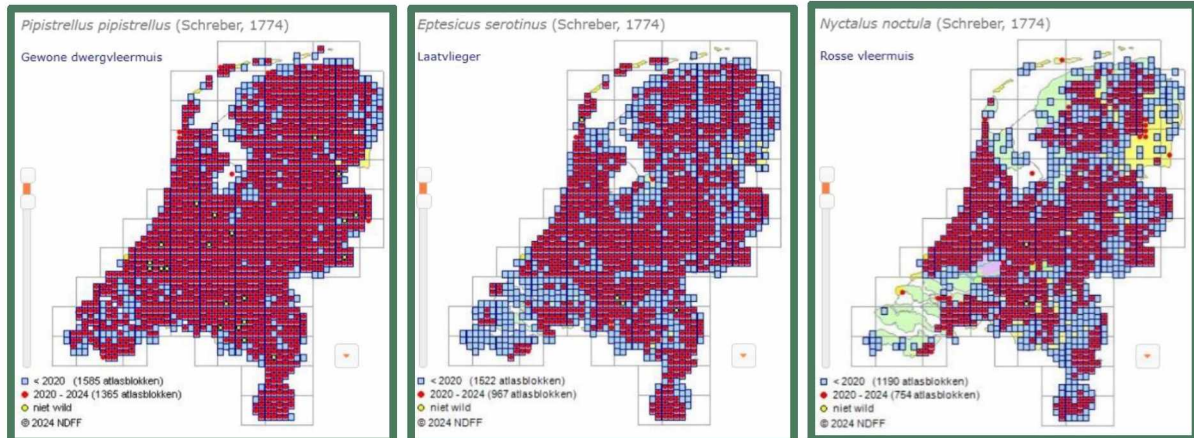 Pipistrellus pipistrellus (Schreber, 1774)
Gewone dwergvleermuis
< 2020 (1585 atlasblokken)
2020 - 2024 (1365 atlasblokken)
niet wild
© 2024 NDFF
Eptesicus serotinus (Schreber, 1774)
Laatvlieger
< 2020 (1522 atlasblokken)
2020 - 2024 (967 atlasblokken)
niet wild
© 2024 NDFF
Nyctalus noctula (Schreber, 1774)
Rosse vleermuis
< 2020 (1190 atlasblokken)
2020 - 2024 (754 atlasblokken)
niet wild
© 2024 NDFF